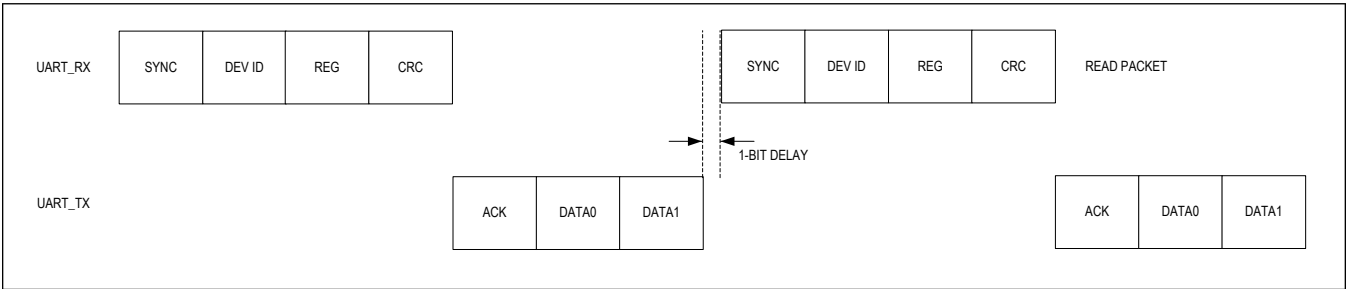 UART_RX SYNC DEV ID REG CRC SYNC DEV ID REG CRC READ PACKET
1-BIT DELAY
UART_TX ACK DATA0 DATA1 ACK DATA0 DATA1